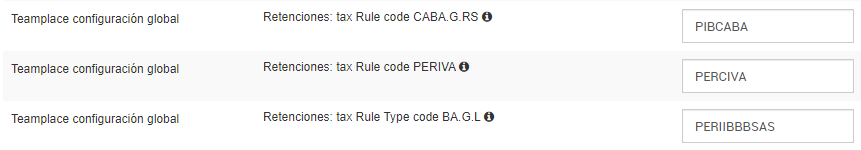 Teamplace configuración global Retenciones: tax Rule code CABA.G.RS PIBCABA
Teamplace configuración global Retenciones: tax Rule code PERIVA PERCIVA
Teamplace configuración global Retenciones: tax Rule Type code BA.G.L PERIIBBBSAS